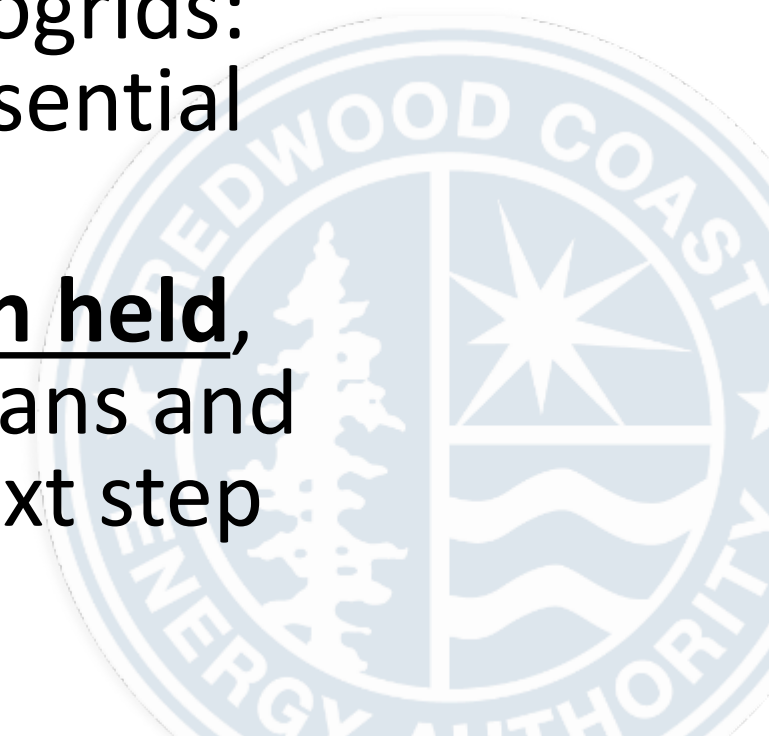 ogrids:
sential
n held,
ans and
xt step
REDWOOD COAST
ENERGY AUTHORITY